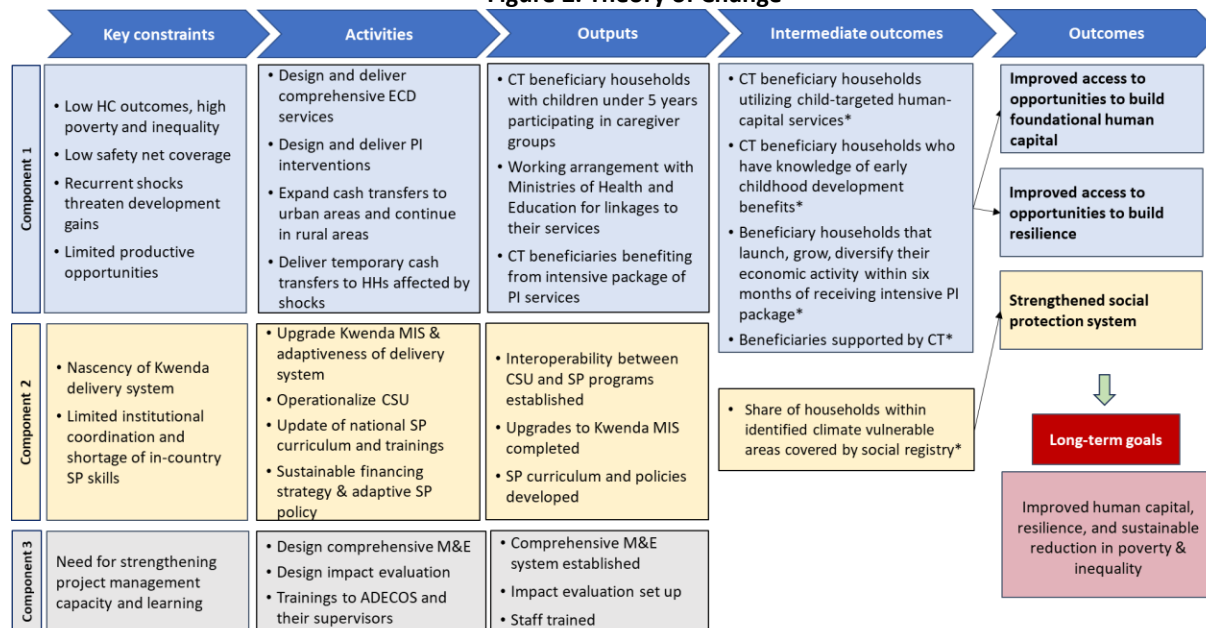 Figure Theory of Change
Key constraints
Activities
Outputs
Intermediate outcomes
Outcomes
Component 1
• Low HC outcomes, high
poverty and inequality
• Low safety net coverage
• Recurrent shocks
threaten development
gains
• Limited productive
opportunities
• Design and deliver
comprehensive ECD
services
• Design and deliver PI
interventions
• Expand cash transfers to
urban areas and continue
in rural areas
• Deliver temporary cash
transfers to HHs affected by
shocks
• CT beneficiary households
with children under 5 years
participating in caregiver
groups
• Working arrangement with
Ministries of Health and
Education for linkages to
their services
• CT beneficiaries benefiting
from intensive package of
PI services
• CT beneficiary households
utilizing child-targeted human-
capital services*
• CT beneficiary households who
have knowledge of early
childhood development
benefits*
• Beneficiary households that
launch, grow, diversify their
economic activity within six
months of receiving intensive PI
package*
• Beneficiaries supported by CT*
Improved access to
opportunities to build
foundational human
capital
Improved access to
opportunities to build
resilience
Strengthened social
protection system
Component 2
• Nascency of Kwenda
delivery system
• Limited institutional
coordination and
shortage of in-country
SP skills
• Upgrade Kwenda MIS &
adaptiveness of delivery
system
• Operationalize CSU
• Update of national SP
curriculum and trainings
• Sustainable financing
strategy & adaptive SP
policy
• Interoperability between
CSU and SP programs
established
• Upgrades to Kwenda MIS
completed
• SP curriculum and policies
developed
• Share of households within
identified climate vulnerable
areas covered by social registry*
Long-term goals
Improved human capital,
resilience, and sustainable
reduction in poverty &
inequality
Component 3
Need for strengthening
project management
capacity and learning
• Design comprehensive M&E
• Design impact evaluation
• Trainings to ADECOS and
their supervisors
• Comprehensive M&E
system established
• Impact evaluation set up
• Staff trained